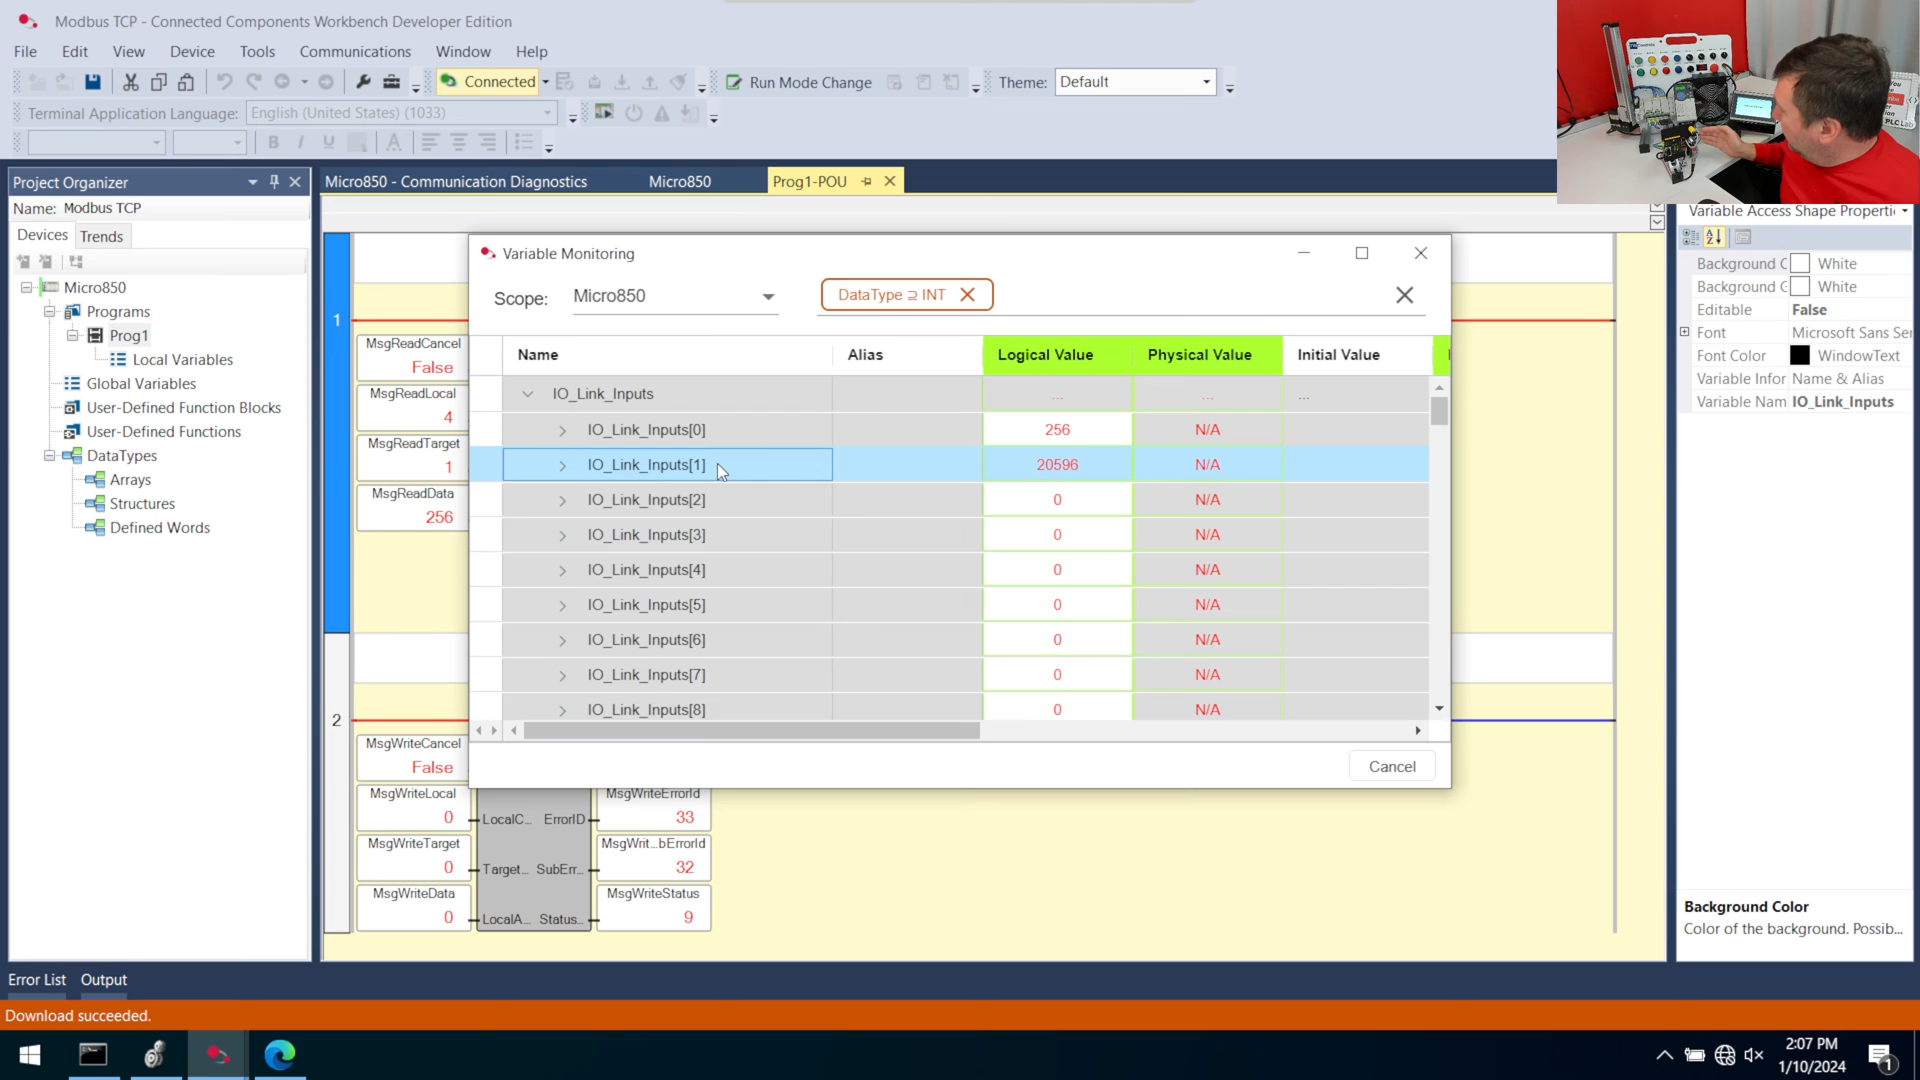 Modbus TCP - Connected Components Workbench Developer Edition
File Edit View Device Tools Communications Window Help
Connected Run Mode Change Theme: Default
Terminal Application Language: English (United States) (1033)
B I U A
Project Organizer
Name: Modbus TCP
Devices Trends
Micro850
Programs
Prog1
Local Variables
Global Variables
User-Defined Function Blocks
User-Defined Functions
DataTypes
Arrays
Structures
Defined Words
Micro850 - Communication Diagnostics Micro850 Prog1-POU
1
MsgReadCancel
False
MsgReadLocal
4
MsgReadTarget
1
MsgReadData
256
Variable Monitoring
Scope: Micro850 DataType ⊇ INT
Name Alias Logical Value Physical Value Initial Value
IO_Link_Inputs ... ... ...
IO_Link_Inputs[0] 256 N/A
IO_Link_Inputs[1] 20596 N/A
IO_Link_Inputs[2] 0 N/A
IO_Link_Inputs[3] 0 N/A
IO_Link_Inputs[4] 0 N/A
IO_Link_Inputs[5] 0 N/A
IO_Link_Inputs[6] 0 N/A
IO_Link_Inputs[7] 0 N/A
IO_Link_Inputs[8] 0 N/A
Cancel
2
MsgWriteCancel
False
MsgWriteLocal
0
LocalC... ErrorID
MsgWriteErrorId
33
MsgWriteTarget
0
Target... SubErr...
MsgWrit...bErrorId
32
MsgWriteData
0
LocalA... Status...
MsgWriteStatus
9
Variable Access Shape Properti
Background C White
Background C White
Editable False
Font Microsoft Sans Ser
Font Color WindowText
Variable Infor Name & Alias
Variable Nam IO_Link_Inputs
Background Color
Color of the background. Possib...
Error List Output
Download succeeded.
2:07 PM
1/10/2024
1